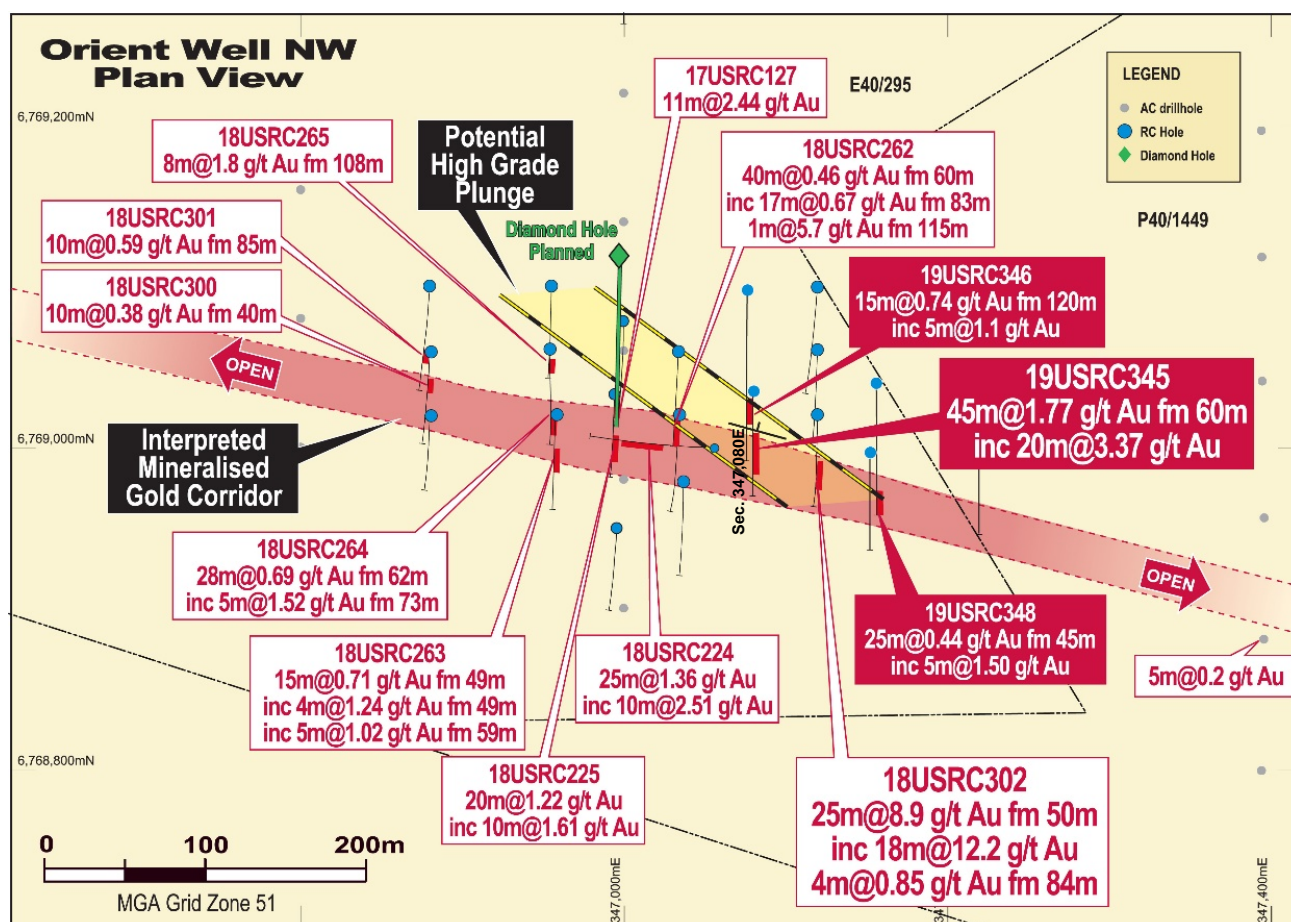 Orient Well NW
Plan View
17USRC127
11m@2.44 g/t Au
E40/295
LEGEND
AC drillhole
RC Hole
Diamond Hole
6,769,200mN
18USRC265
8m@1.8 g/t Au fm 108m
Potential
High Grade
Plunge
18USRC262
40m@0.46 g/t Au fm 60m
inc 17m@0.67 g/t Au fm 83m
1m@5.7 g/t Au fm 115m
P40/1449
18USRC301
10m@0.59 g/t Au fm 85m
Diamond Hole
Planned
18USRC300
10m@0.38 g/t Au fm 40m
19USRC346
15m@0.74 g/t Au fm 120m
inc 5m@1.1 g/t Au
OPEN
19USRC345
45m@1.77 g/t Au fm 60m
inc 20m@3.37 g/t Au
6,769,000mN
Interpreted
Mineralised
Gold Corridor
Sec. 347,080E
18USRC264
28m@0.69 g/t Au fm 62m
inc 5m@1.52 g/t Au fm 73m
OPEN
19USRC348
25m@0.44 g/t Au fm 45m
inc 5m@1.50 g/t Au
18USRC263
15m@0.71 g/t Au fm 49m
inc 4m@1.24 g/t Au fm 49m
inc 5m@1.02 g/t Au fm 59m
18USRC224
25m@1.36 g/t Au
inc 10m@2.51 g/t Au
5m@0.2 g/t Au
6,768,800mN
18USRC225
20m@1.22 g/t Au
inc 10m@1.61 g/t Au
18USRC302
25m@8.9 g/t Au fm 50m
inc 18m@12.2 g/t Au
4m@0.85 g/t Au fm 84m
0 100 200m
MGA Grid Zone 51
347,000mE
347,400mE